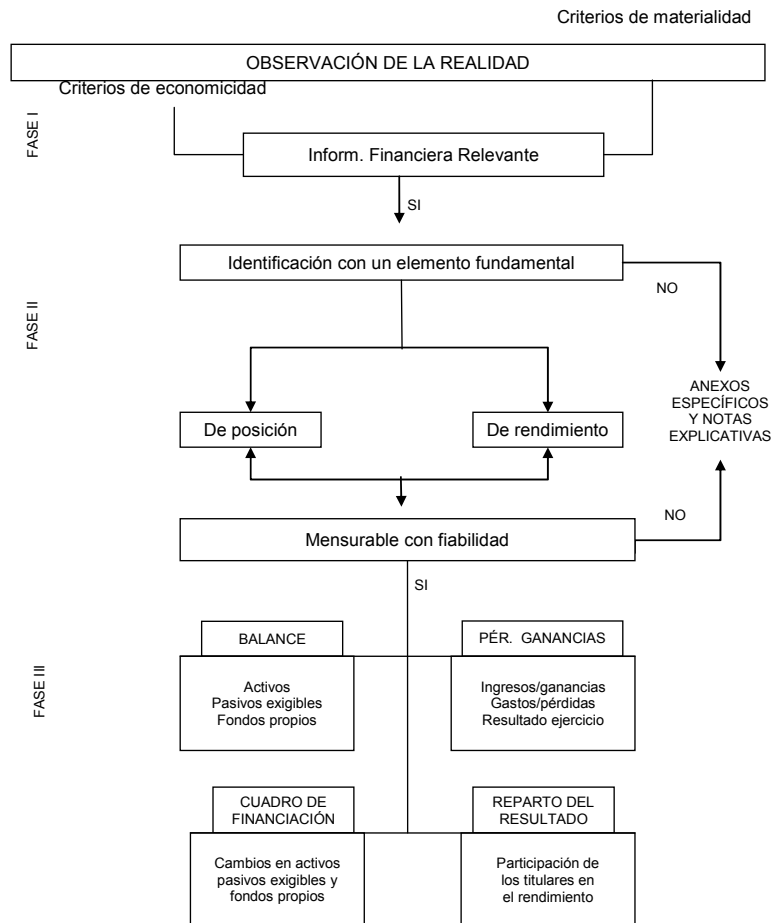 Criterios de materialidad
OBSERVACIÓN DE LA REALIDAD
Criterios de economicidad
FASE I
Inform. Financiera Relevante
SI
Identificación con un elemento fundamental
NO
FASE II
ANEXOS
ESPECÍFICOS
Y NOTAS
EXPLICATIVAS
De posición
De rendimiento
NO
Mensurable con fiabilidad
SI
FASE III
BALANCE
Activos
Pasivos exigibles
Fondos propios
PÉR. GANANCIAS
Ingresos/ganancias
Gastos/pérdidas
Resultado ejercicio
CUADRO DE
FINANCIACIÓN
Cambios en activos
pasivos exigibles y
fondos propios
REPARTO DEL
RESULTADO
Participación de
los titulares en
el rendimiento